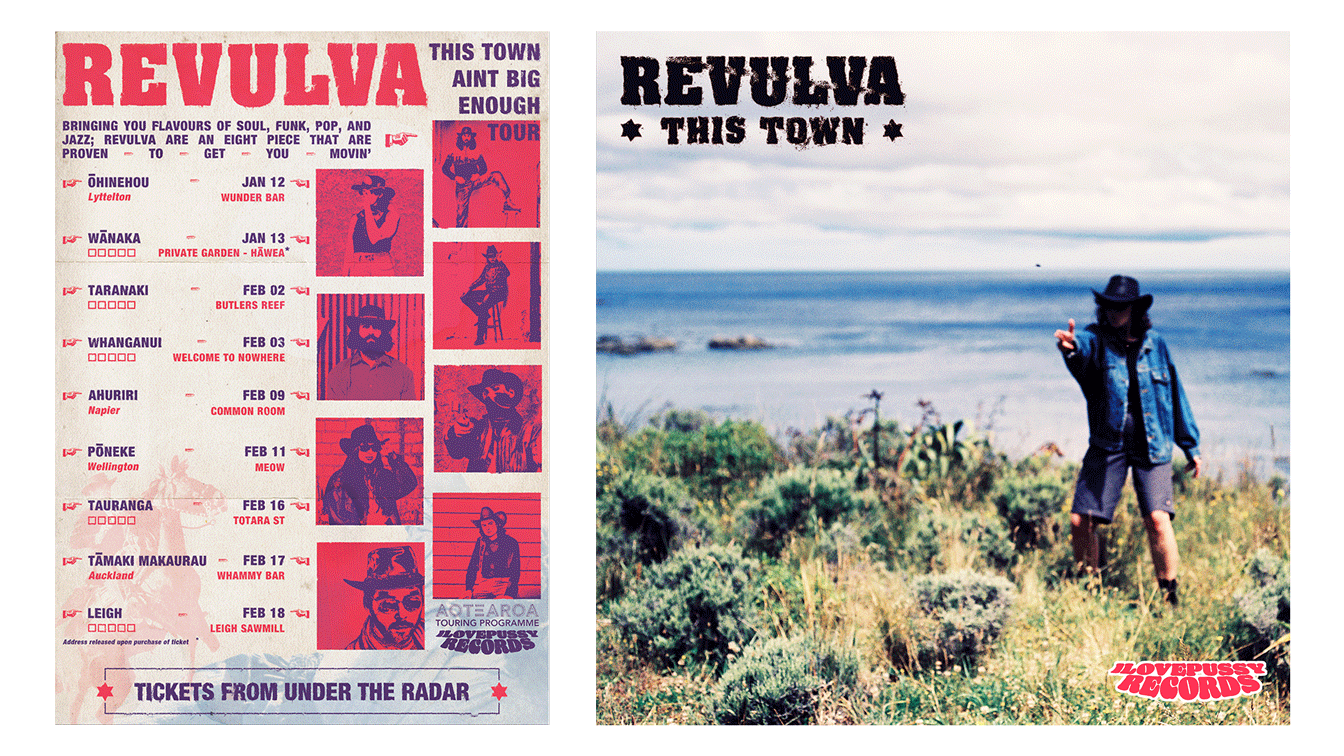 REVULVA
THIS TOWN
AINT BIG
ENOUGH
TOUR
BRINGING YOU FLAVOURS OF SOUL, FUNK, POP, AND
JAZZ; REVULVA ARE AN EIGHT PIECE THAT ARE
PROVEN - TO - GET - YOU - MOVIN'
ŌHINEHOU - JAN 12
Lyttelton WUNDER BAR
WĀNAKA - JAN 13
PRIVATE GARDEN - HĀWEA*
TARANAKI - FEB 02
BUTLERS REEF
WHANGANUI - FEB 03
WELCOME TO NOWHERE
AHURIRI - FEB 09
Napier COMMON ROOM
PŌNEKE - FEB 11
Wellington MEOW
TAURANGA - FEB 16
TOTARA ST
TĀMAKI MAKAURAU - FEB 17
Auckland WHAMMY BAR
LEIGH - FEB 18
LEIGH SAWMILL
Address released upon purchase of ticket *
AOTEAROA
TOURING PROGRAMME
ILOVEPUSSY
RECORDS
TICKETS FROM UNDER THE RADAR
REVULVA
THIS TOWN
ILOVEPUSSY
RECORDS